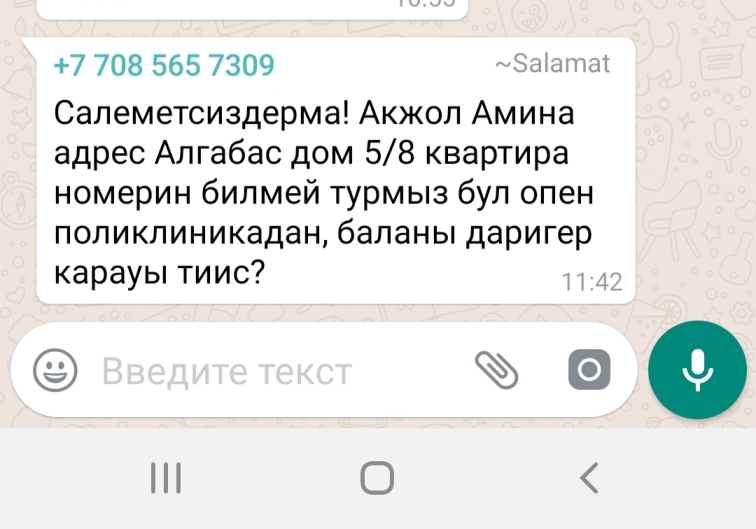 +7 708 565 7309 ~Salamat
Салеметсиздерма! Акжол Амина
адрес Алгабас дом 5/8 квартира
номерин билмей турмыз бул опен
поликлиникадан, баланы даригер
карауы тиис?
11:42
Введите текст